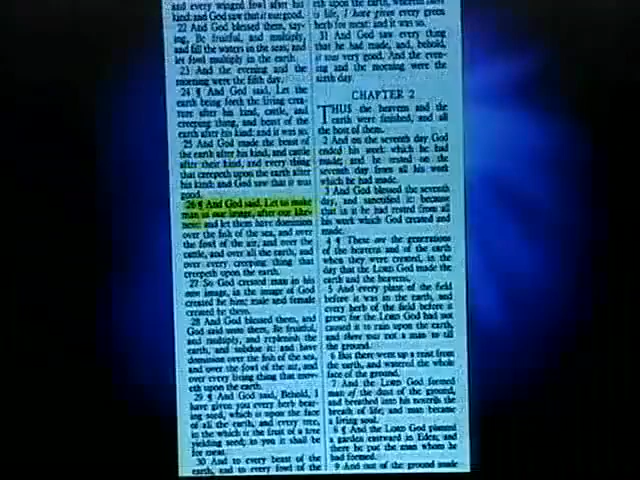 and every winged fowl after his
kind: and God saw that it was good.
22 And God blessed them, say-
ing, Be fruitful, and multiply,
and fill the waters in the seas, and
let fowl multiply in the earth.
23 And the evening and the
morning were the fifth day.
24 ¶ And God said, Let the
earth bring forth the living crea-
ture after his kind, cattle, and
creeping thing, and beast of the
earth after his kind: and it was so.
25 And God made the beast of
the earth after his kind, and cattle
after their kind, and every thing
that creepeth upon the earth after
his kind: and God saw that it was
good.
26 ¶ And God said, Let us make
man in our image, after our like-
ness: and let them have dominion
over the fish of the sea, and over
the fowl of the air, and over the
cattle, and over all the earth, and
over every creeping thing that
creepeth upon the earth.
27 So God created man in his
own image, in the image of God
created he him; male and female
created he them.
28 And God blessed them, and
God said unto them, Be fruitful,
and multiply, and replenish the
earth, and subdue it: and have
dominion over the fish of the sea,
and over the fowl of the air, and
over every living thing that mov-
eth upon the earth.
29 ¶ And God said, Behold, I
have given you every herb bear-
ing seed, which is upon the face
of all the earth, and every tree,
in the which is the fruit of a tree
yielding seed; to you it shall be
for meat.
30 And to every beast of the
earth, and to every fowl of the
is life, I have given every green
herb for meat: and it was so.
31 And God saw every thing
that he had made, and, behold,
it was very good. And the even-
ing and the morning were the
sixth day.
CHAPTER 2
THUS the heavens and the
earth were finished, and all
the host of them.
2 And on the seventh day God
ended his work which he had
made; and he rested on the
seventh day from all his work
which he had made.
3 And God blessed the seventh
day, and sanctified it: because
that in it he had rested from all
his work which God created and
made.
4 ¶ These are the generations
of the heavens and of the earth
when they were created, in the
day that the LORD God made the
earth and the heavens,
5 And every plant of the field
before it was in the earth, and
every herb of the field before it
grew: for the LORD God had not
caused it to rain upon the earth,
and there was not a man to till
the ground.
6 But there went up a mist from
the earth, and watered the whole
face of the ground.
7 And the LORD God formed
man of the dust of the ground,
and breathed into his nostrils the
breath of life; and man became
a living soul.
8 ¶ And the LORD God planted
a garden eastward in Eden; and
there he put the man whom he
had formed.
9 And out of the ground made